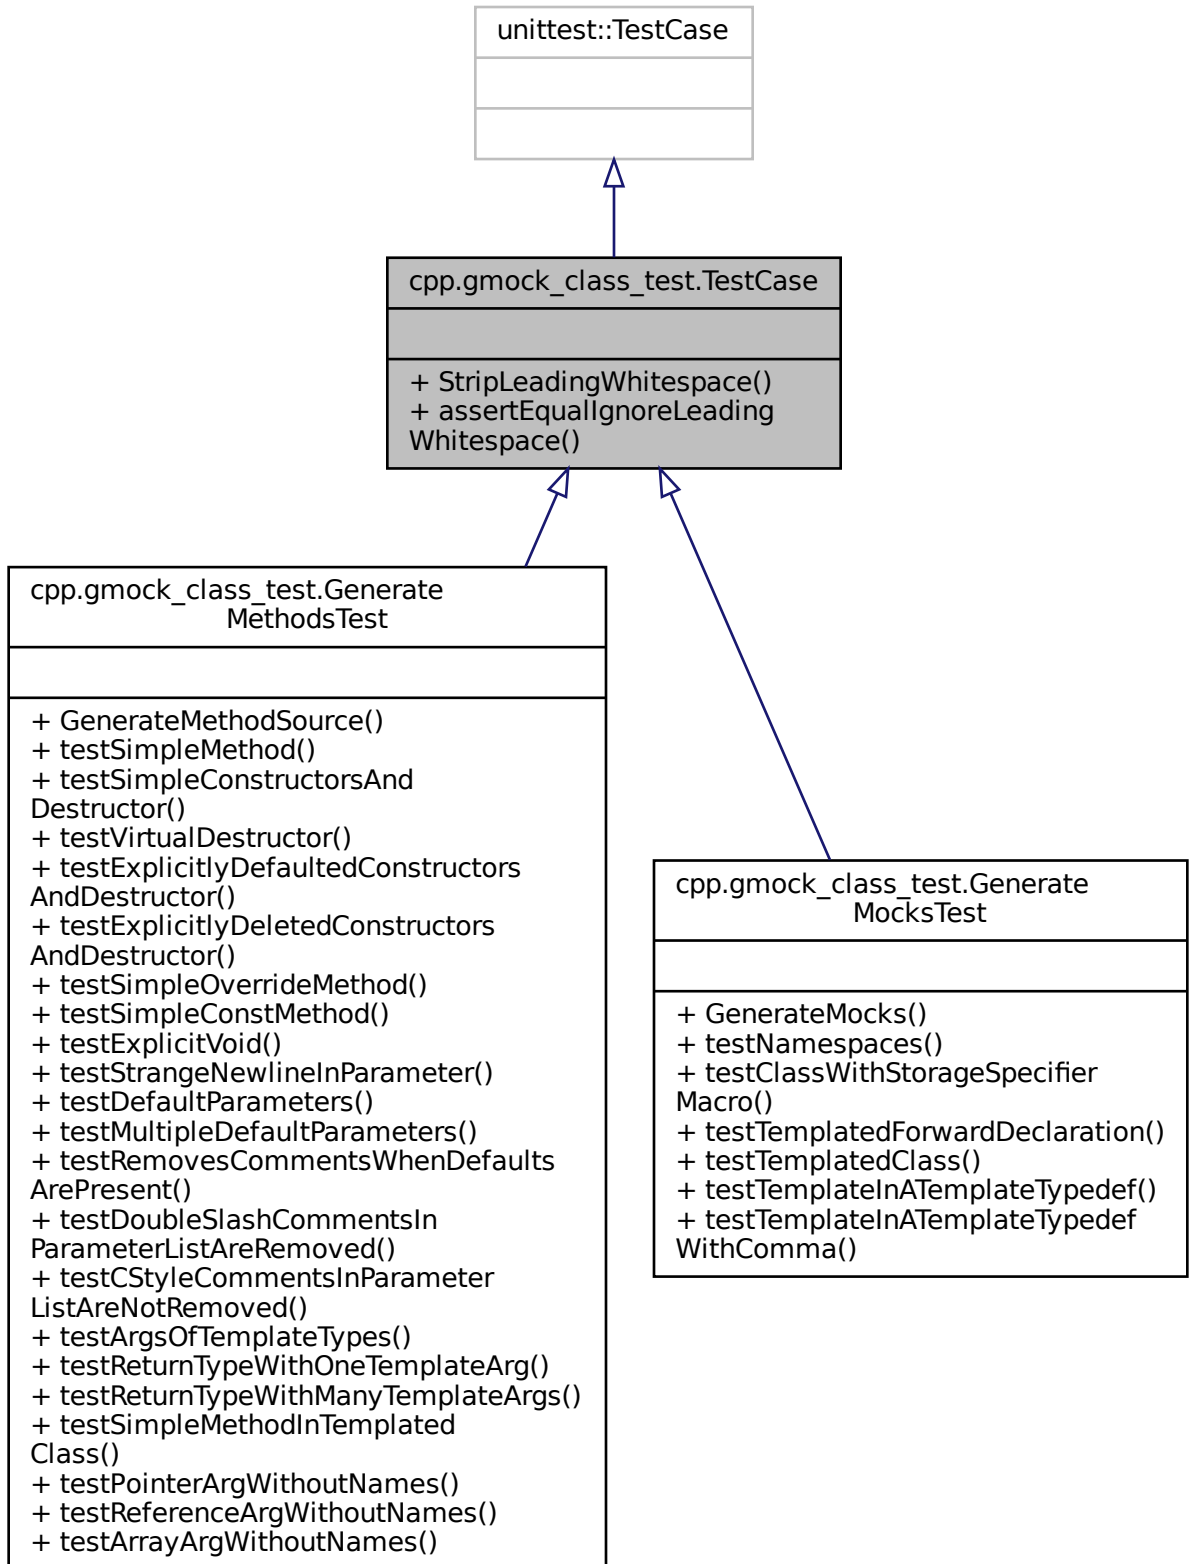 unittest::TestCase
cpp.gmock_class_test.TestCase
+ StripLeadingWhitespace()
+ assertEqualIgnoreLeading
Whitespace()
cpp.gmock_class_test.Generate
MethodsTest
+ GenerateMethodSource()
+ testSimpleMethod()
+ testSimpleConstructorsAnd
Destructor()
+ testVirtualDestructor()
+ testExplicitlyDefaultedConstructors
AndDestructor()
+ testExplicitlyDeletedConstructors
AndDestructor()
+ testSimpleOverrideMethod()
+ testSimpleConstMethod()
+ testExplicitVoid()
+ testStrangeNewlineInParameter()
+ testDefaultParameters()
+ testMultipleDefaultParameters()
+ testRemovesCommentsWhenDefaults
ArePresent()
+ testDoubleSlashCommentsIn
ParameterListAreRemoved()
+ testCStyleCommentsInParameter
ListAreNotRemoved()
+ testArgsOfTemplateTypes()
+ testReturnTypeWithOneTemplateArg()
+ testReturnTypeWithManyTemplateArgs()
+ testSimpleMethodInTemplated
Class()
+ testPointerArgWithoutNames()
+ testReferenceArgWithoutNames()
+ testArrayArgWithoutNames()
cpp.gmock_class_test.Generate
MocksTest
+ GenerateMocks()
+ testNamespaces()
+ testClassWithStorageSpecifier
Macro()
+ testTemplatedForwardDeclaration()
+ testTemplatedClass()
+ testTemplateInATemplateTypedef()
+ testTemplateInATemplateTypedef
WithComma()